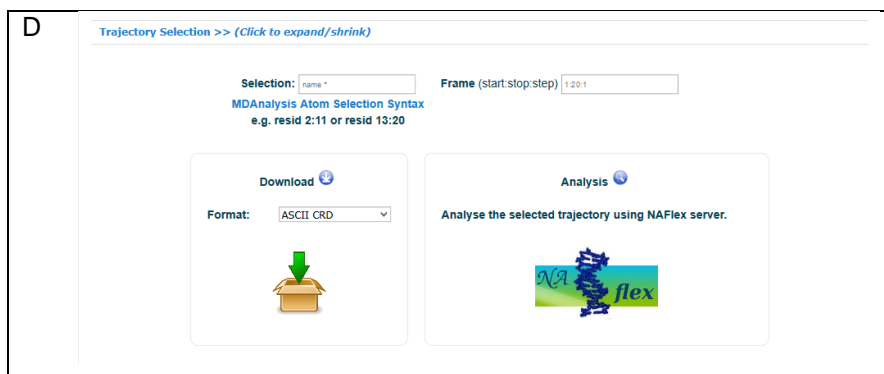 D
Trajectory Selection >> (Click to expand/shrink)
Selection: name * Frame (start:stop:step) 1:20:1
MDAnalysis Atom Selection Syntax
e.g. resid 2:11 or resid 13:20
Download
Format: ASCII CRD
Analysis
Analyse the selected trajectory using NAFlex server.
NA
flex